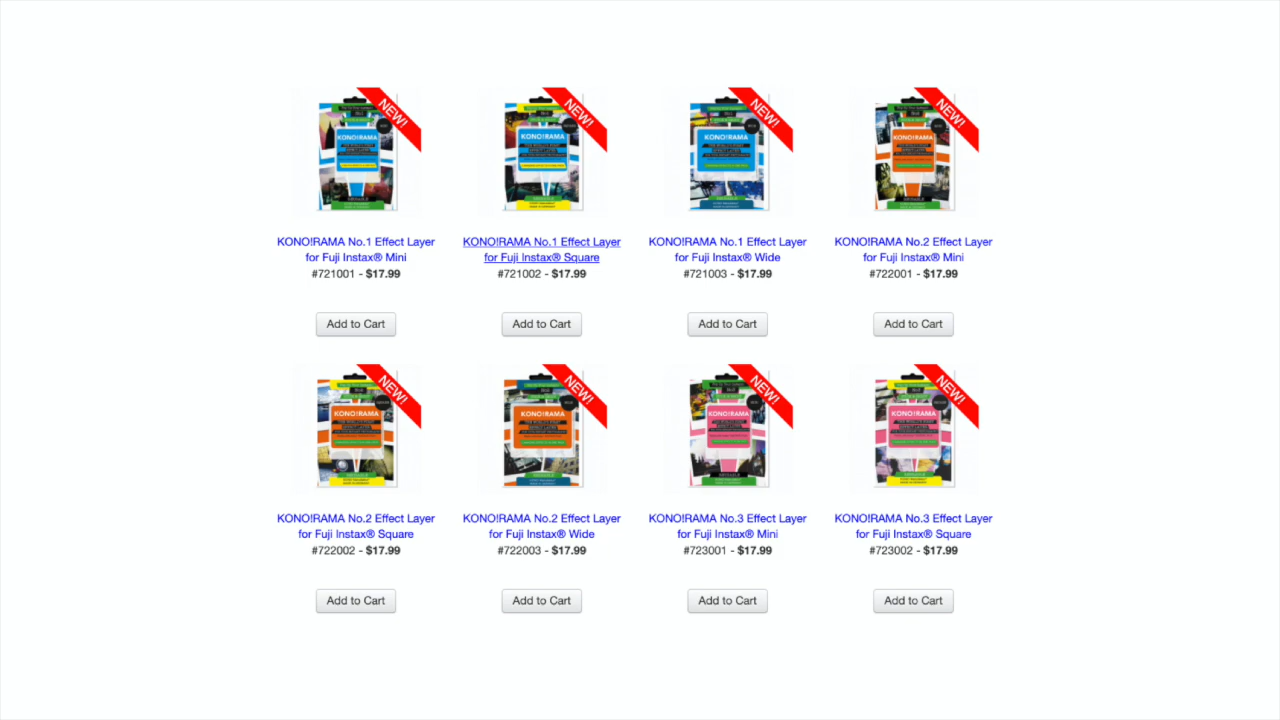 NEW!
NEW!
NEW!
NEW!
KONO!RAMA
KONO!RAMA
KONO!RAMA
KONO!RAMA
KONO!RAMA No.1 Effect Layer
for Fuji Instax® Mini
#721001 - $17.99
Add to Cart
KONO!RAMA No.1 Effect Layer
for Fuji Instax® Square
#721002 - $17.99
Add to Cart
KONO!RAMA No.1 Effect Layer
for Fuji Instax® Wide
#721003 - $17.99
Add to Cart
KONO!RAMA No.2 Effect Layer
for Fuji Instax® Mini
#722001 - $17.99
Add to Cart
NEW!
NEW!
NEW!
NEW!
KONO!RAMA
KONO!RAMA
KONO!RAMA
KONO!RAMA
KONO!RAMA No.2 Effect Layer
for Fuji Instax® Square
#722002 - $17.99
Add to Cart
KONO!RAMA No.2 Effect Layer
for Fuji Instax® Wide
#722003 - $17.99
Add to Cart
KONO!RAMA No.3 Effect Layer
for Fuji Instax® Mini
#723001 - $17.99
Add to Cart
KONO!RAMA No.3 Effect Layer
for Fuji Instax® Square
#723002 - $17.99
Add to Cart